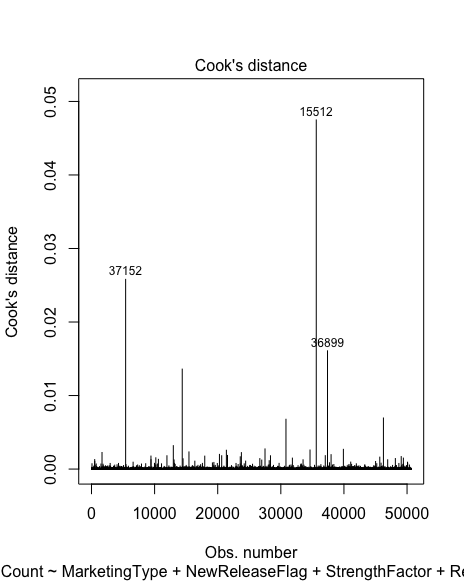 Cook's distance
0.05
0.04
0.03
0.02
0.01
0.00
Cook's distance
15512
37152
36899
0 10000 20000 30000 40000 50000
Obs. number
Count ~ MarketingType + NewReleaseFlag + StrengthFactor + Re